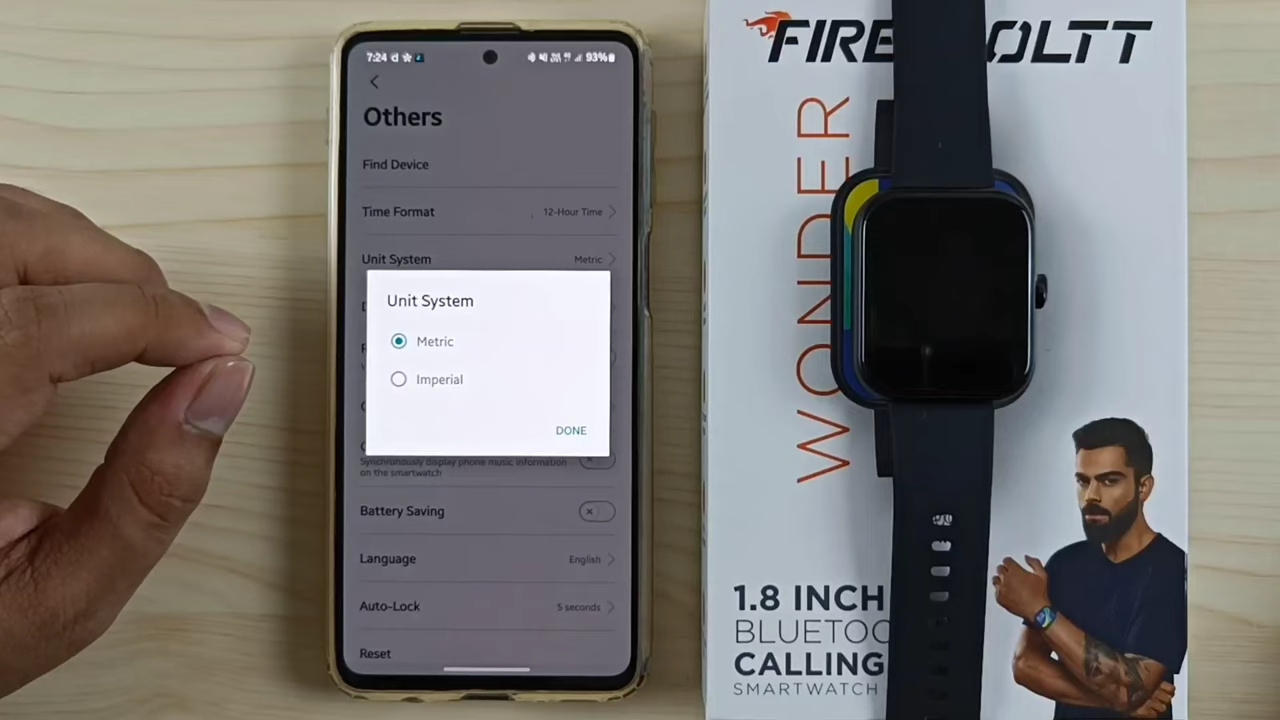 7:24
93%
Others
Find Device
Time Format
12-Hour Time
Unit System
Metric
Unit System
Metric
Imperial
DONE
Synchronously display phone music information
on the smartwatch
Battery Saving
Language
English
Auto-Lock
5 seconds
Reset
FIRE OLTT
WONDER
1.8 INCH
BLUETOO
CALLING
SMARTWATCH